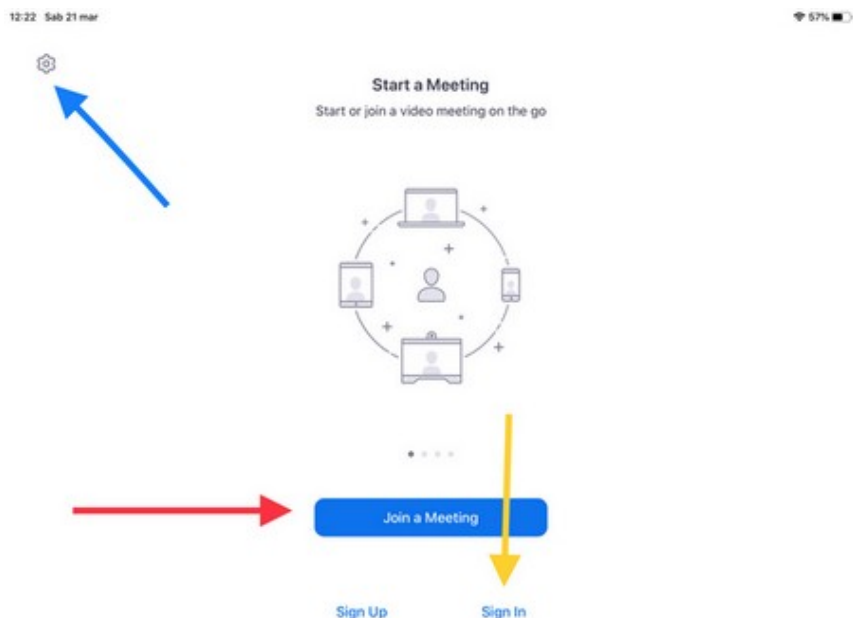 12:22 Sab 21 mar
57%
Start a Meeting
Start or join a video meeting on the go
Join a Meeting
Sign Up
Sign In